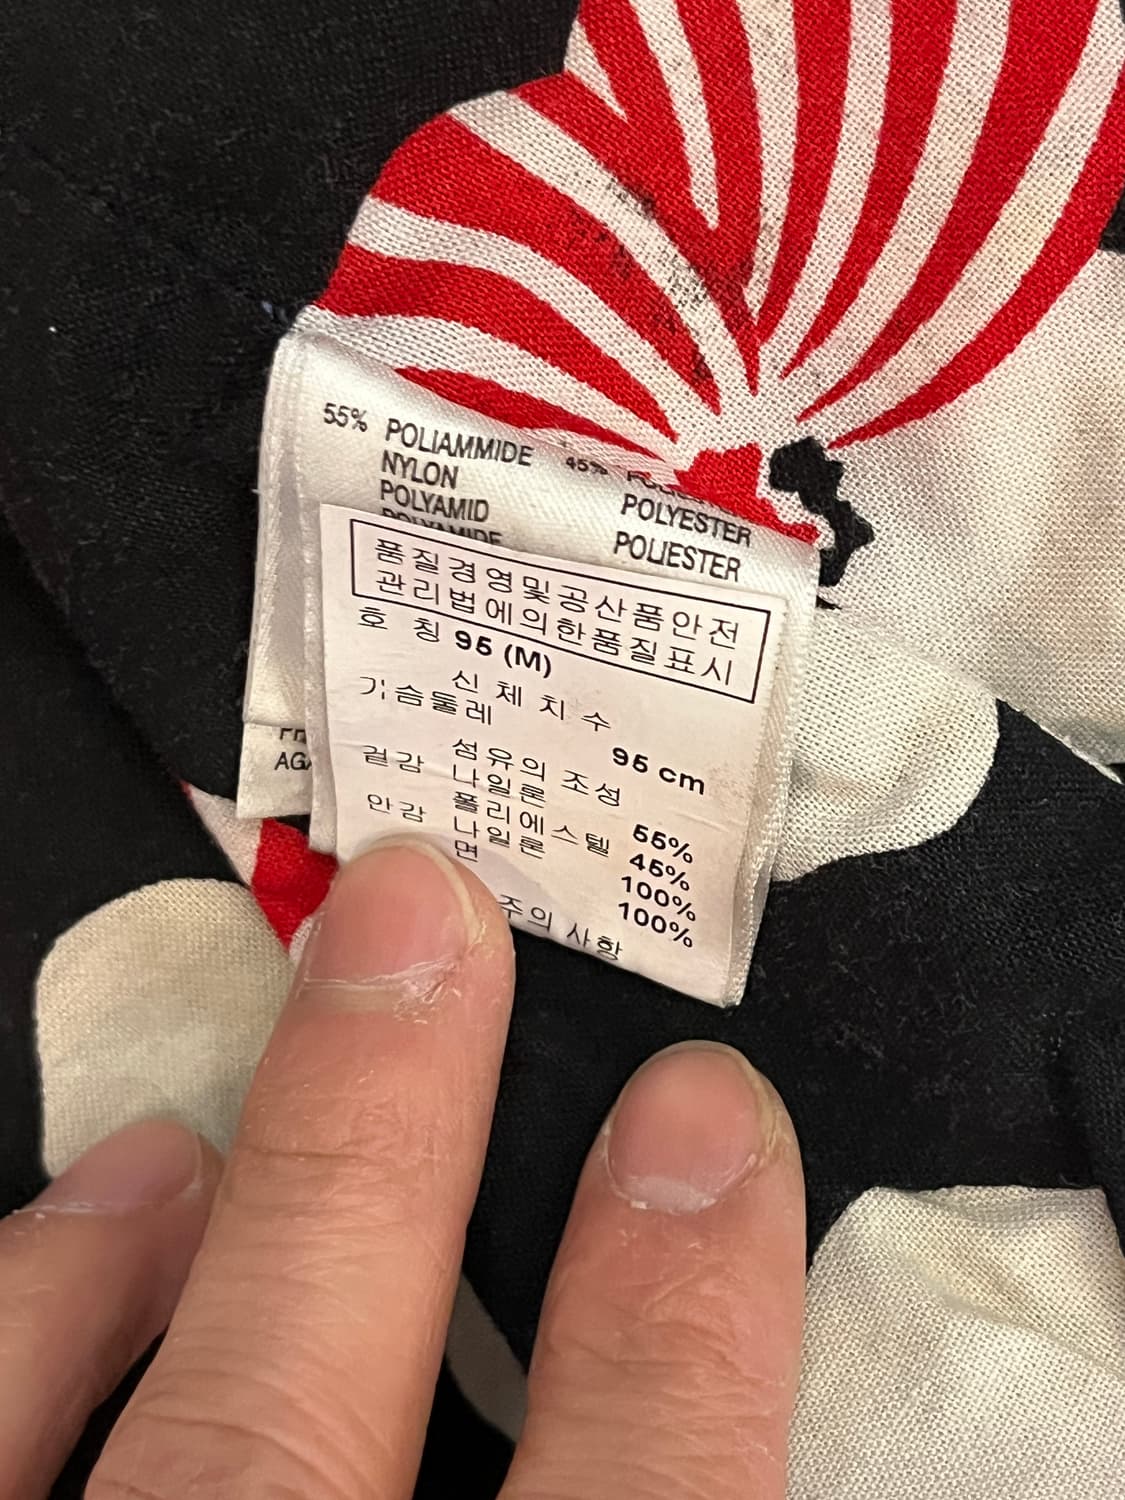 55% POLIAMMIDE 45%
NYLON
POLYAMID
POLYAMIDE
POLYESTER
POLIESTER
품질경영및공산품안전
관리법에의한품질표시
호 칭 95 (M)
신 체 치 수
가슴둘레 95 cm
섬유의 조성
겉감 나일론 55%
폴리에스텔 45%
안감 나일론 100%
면 100%
주의 사항